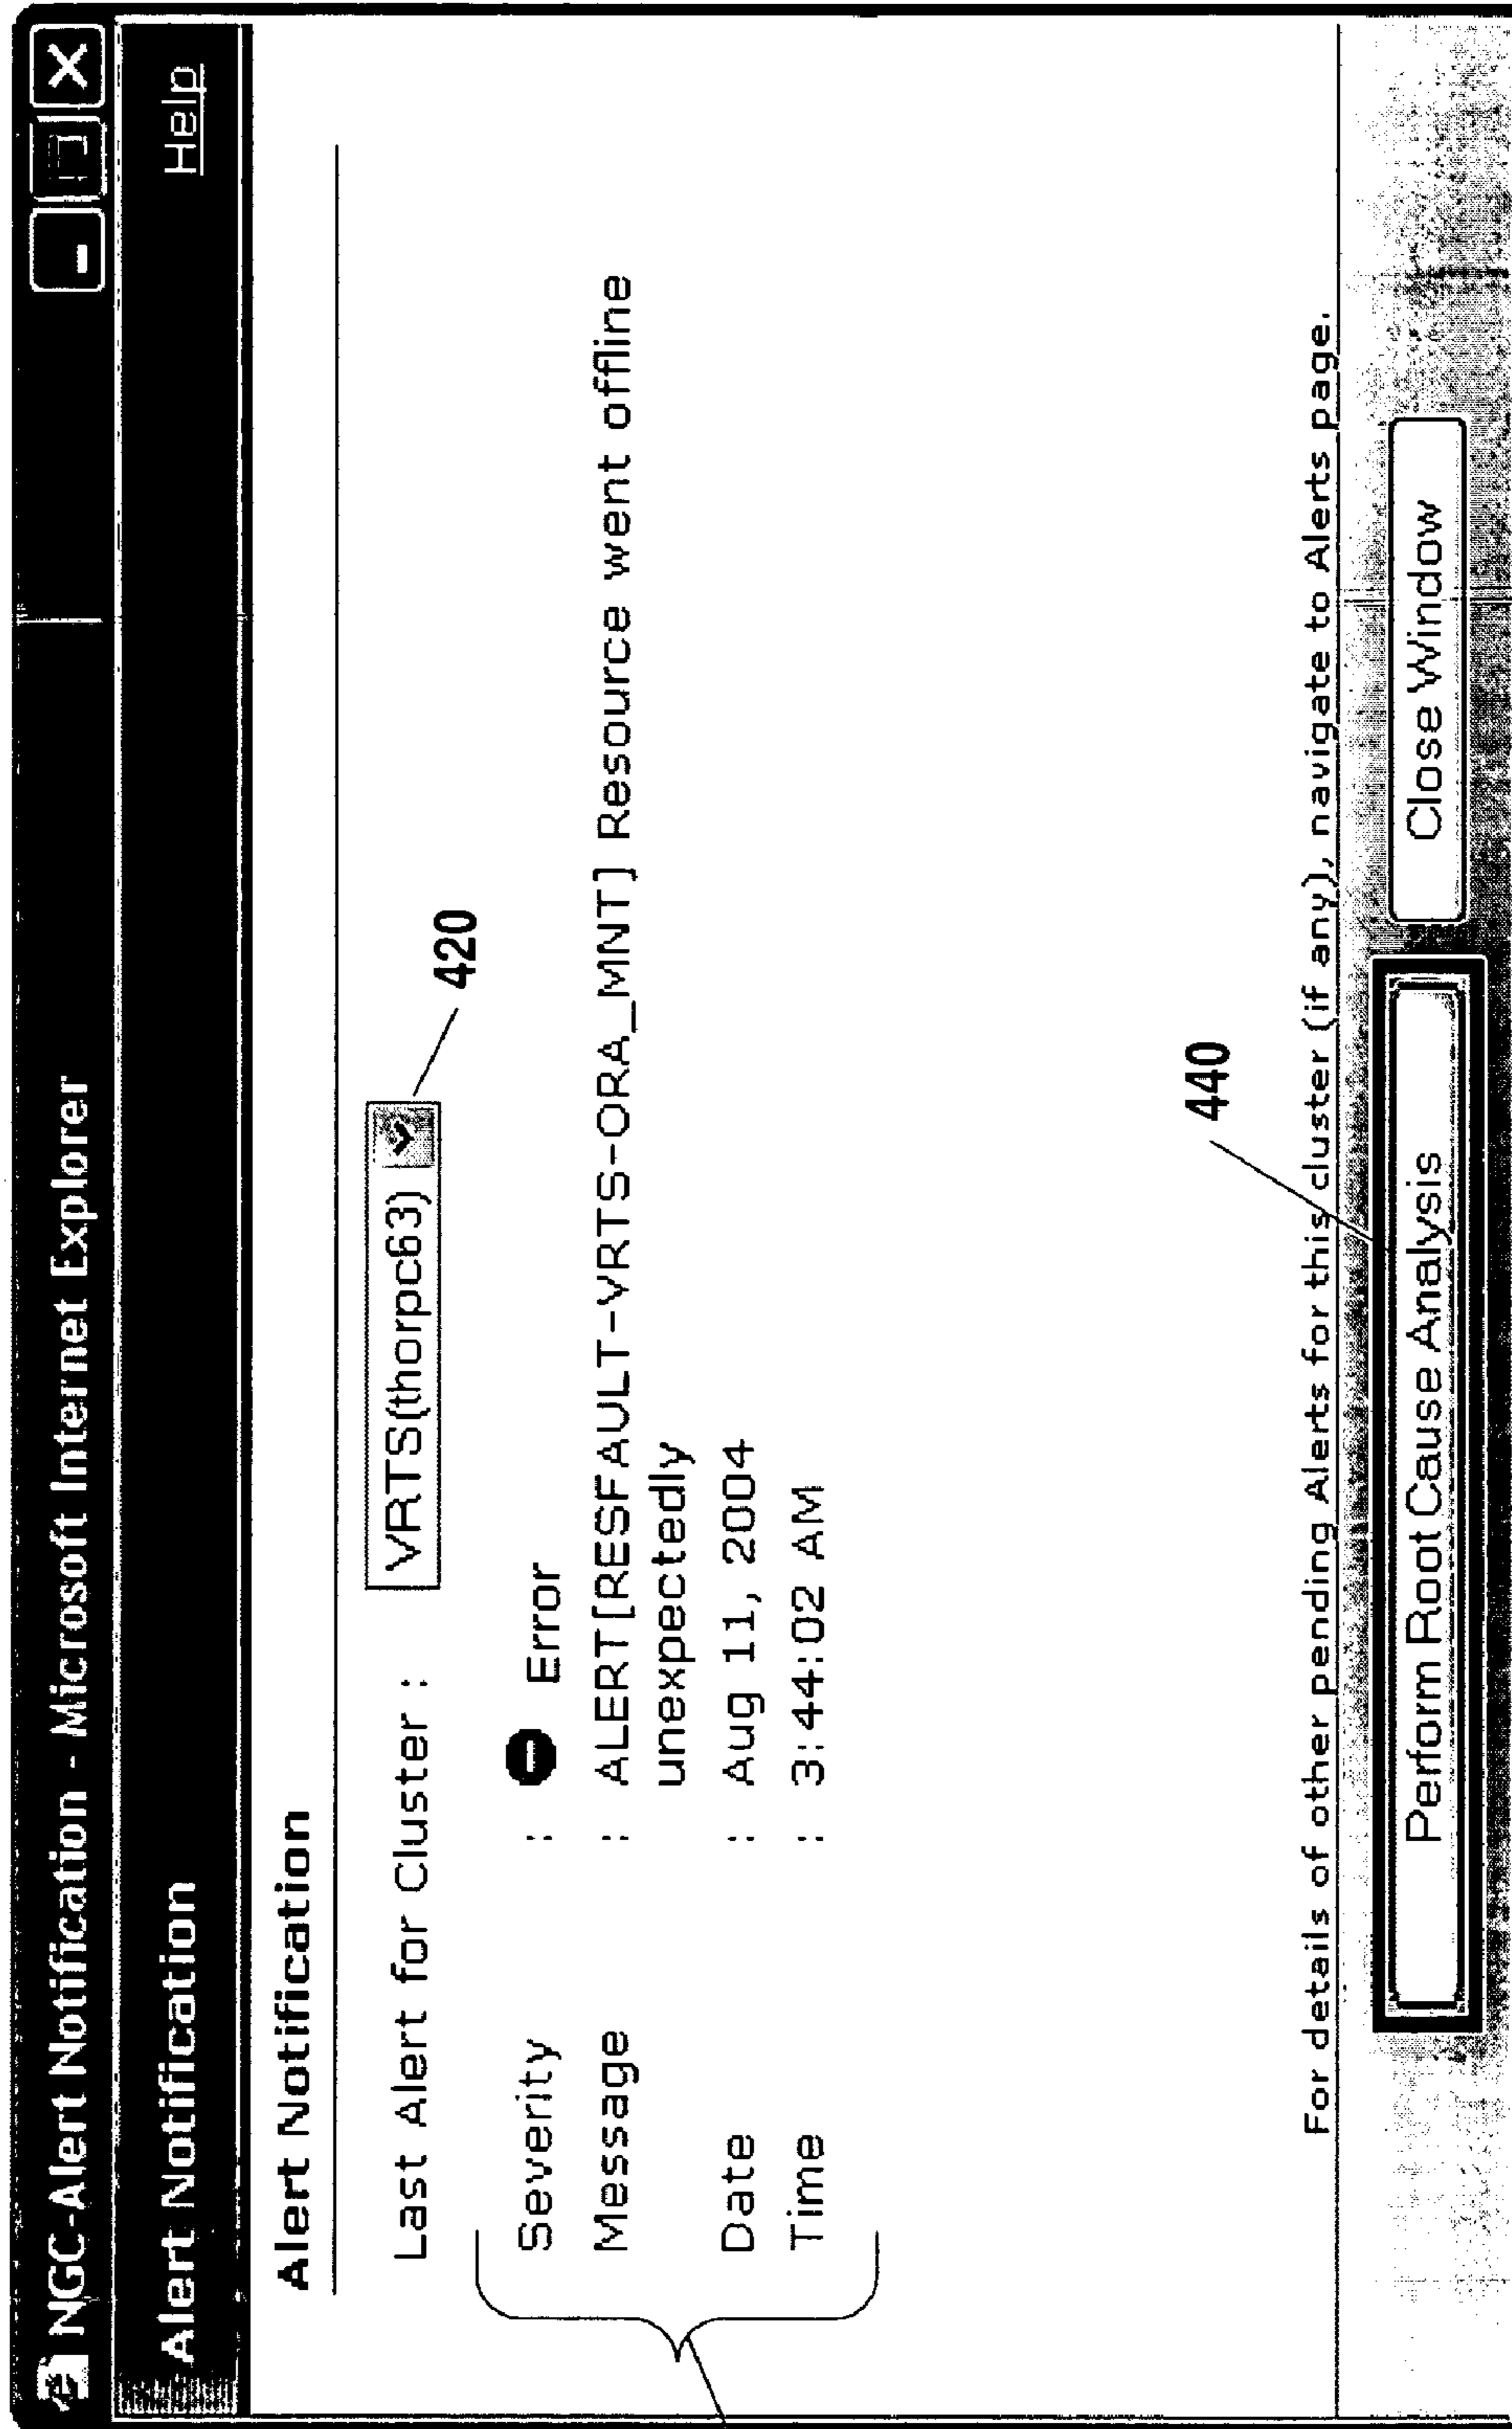 NGC-Alert Notification - Microsoft Internet Explorer
Alert Notification
Help
Alert Notification
Last Alert for Cluster : VRTS(thorpc63)
420
Severity : Error
Message : ALERT[RESFAULT-VRTS-ORA_MNT] Resource went offline
unexpectedly
Date : Aug 11, 2004
Time : 3:44:02 AM
440
For details of other pending Alerts for this cluster (if any), navigate to Alerts page.
Perform Root Cause Analysis
Close Window